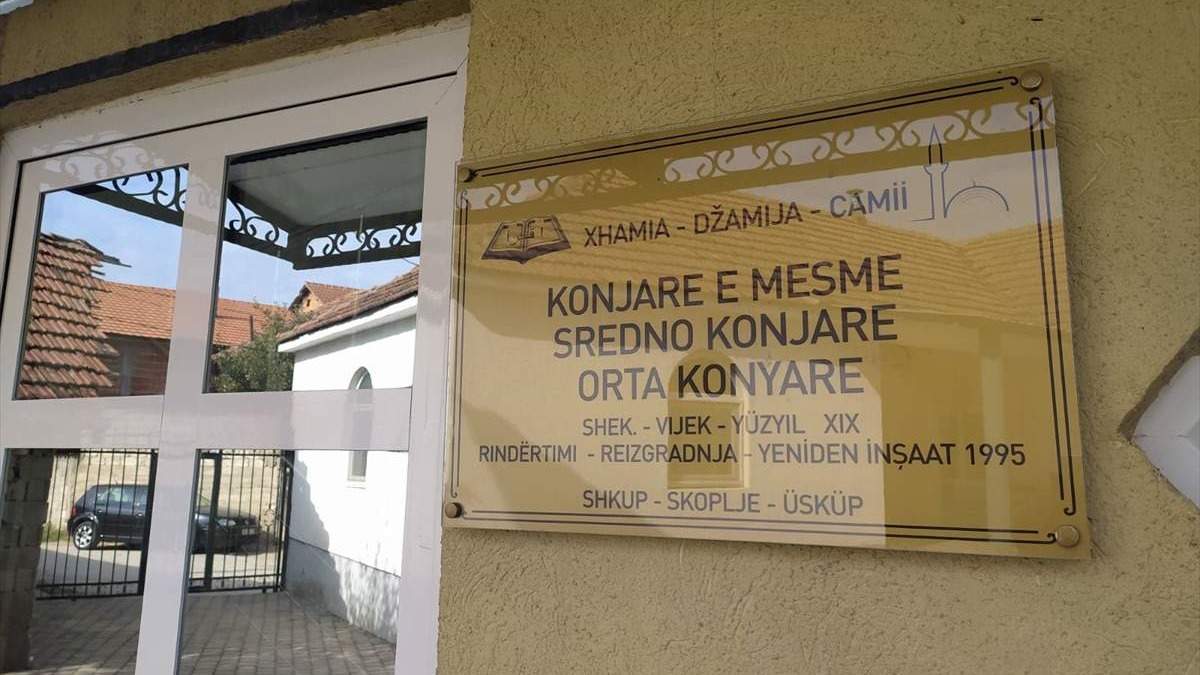 XHAMIA - DŽAMIJA - CAMİİ
KONJARE E MESME
SREDNO KONJARE
ORTA KONYARE
SHEK. - VIJEK - YÜZYIL XIX
RINDËRTIMI - REIZGRADNJA - YENİDEN İNŞAAT 1995
SHKUP - SKOPLJE - ÜSKÜP